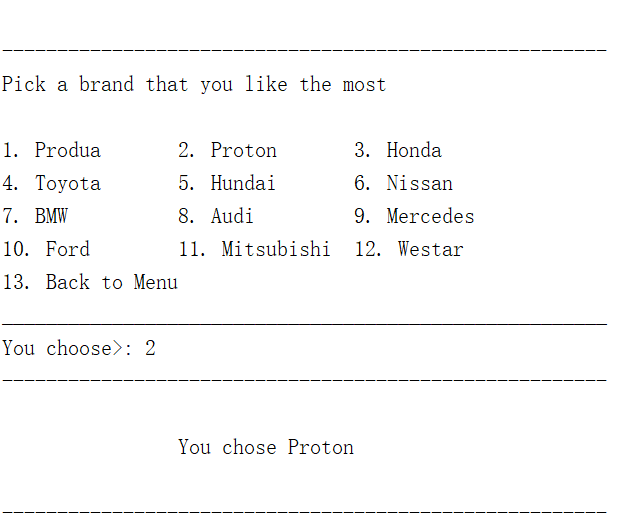 Pick a brand that you like the most
1. Produa 2. Proton 3. Honda
4. Toyota 5. Hundai 6. Nissan
7. BMW 8. Audi 9. Mercedes
10. Ford 11. Mitsubishi 12. Westar
13. Back to Menu
You choose>: 2
You chose Proton